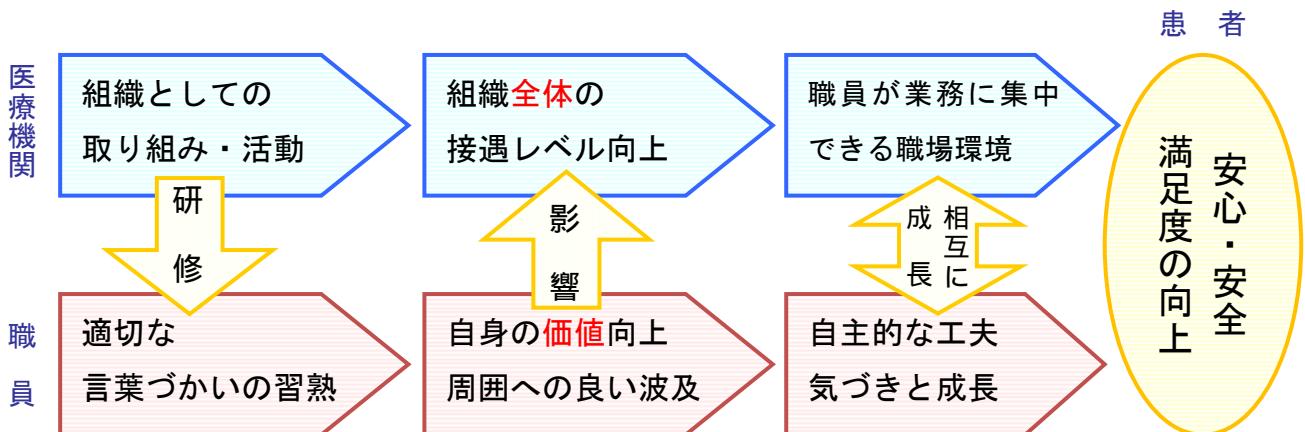 患者
医療機関
組織としての
取り組み・活動
組織全体の
接遇レベル向上
職員が業務に集中
できる職場環境
研修
影響
相互に
成長
職員
適切な
言葉づかいの習熟
自身の価値向上
周囲への良い波及
自主的な工夫
気づきと成長
安心・安全
満足度の向上